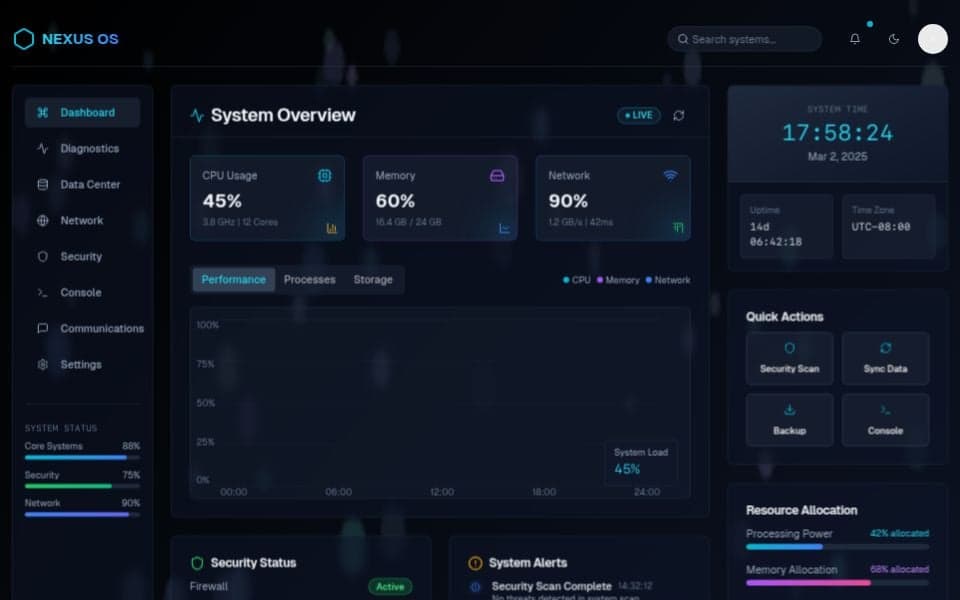 NEXUS OS
Search systems...
Dashboard
Diagnostics
Data Center
Network
Security
Console
Communications
Settings
SYSTEM STATUS
Core Systems 88%
Security 75%
Network 90%
System Overview
LIVE
CPU Usage
45%
3.8 GHz | 12 Cores
Memory
60%
16.4 GB / 24 GB
Network
90%
1.2 GB/s | 42ms
Performance Processes Storage
CPU Memory Network
100%
75%
50%
25%
0%
00:00 06:00 12:00 18:00 24:00
System Load
45%
Security Status
Firewall Active
System Alerts
Security Scan Complete 14:32:12
No threats detected in system scan
SYSTEM TIME
17:58:24
Mar 2, 2025
Uptime
14d
06:42:18
Time Zone
UTC-08:00
Quick Actions
Security Scan
Sync Data
Backup
Console
Resource Allocation
Processing Power 42% allocated
Memory Allocation 68% allocated